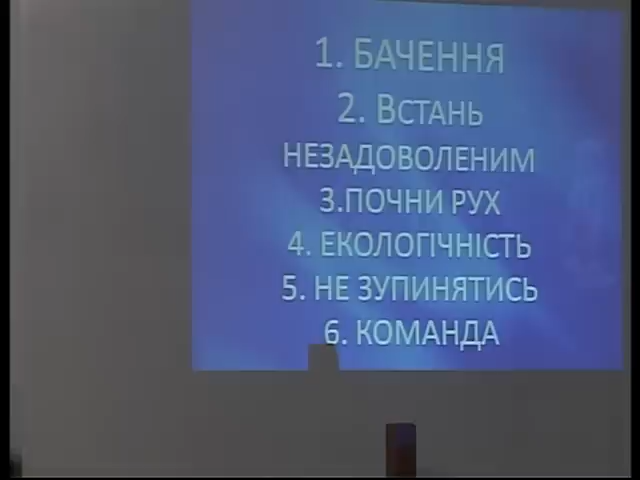 1. БАЧЕННЯ
2. ВСТАНЬ
НЕЗАДОВОЛЕНИМ
3.ПОЧНИ РУХ
4. ЕКОЛОГІЧНІСТЬ
5. НЕ ЗУПИНЯТИСЬ
6. КОМАНДА